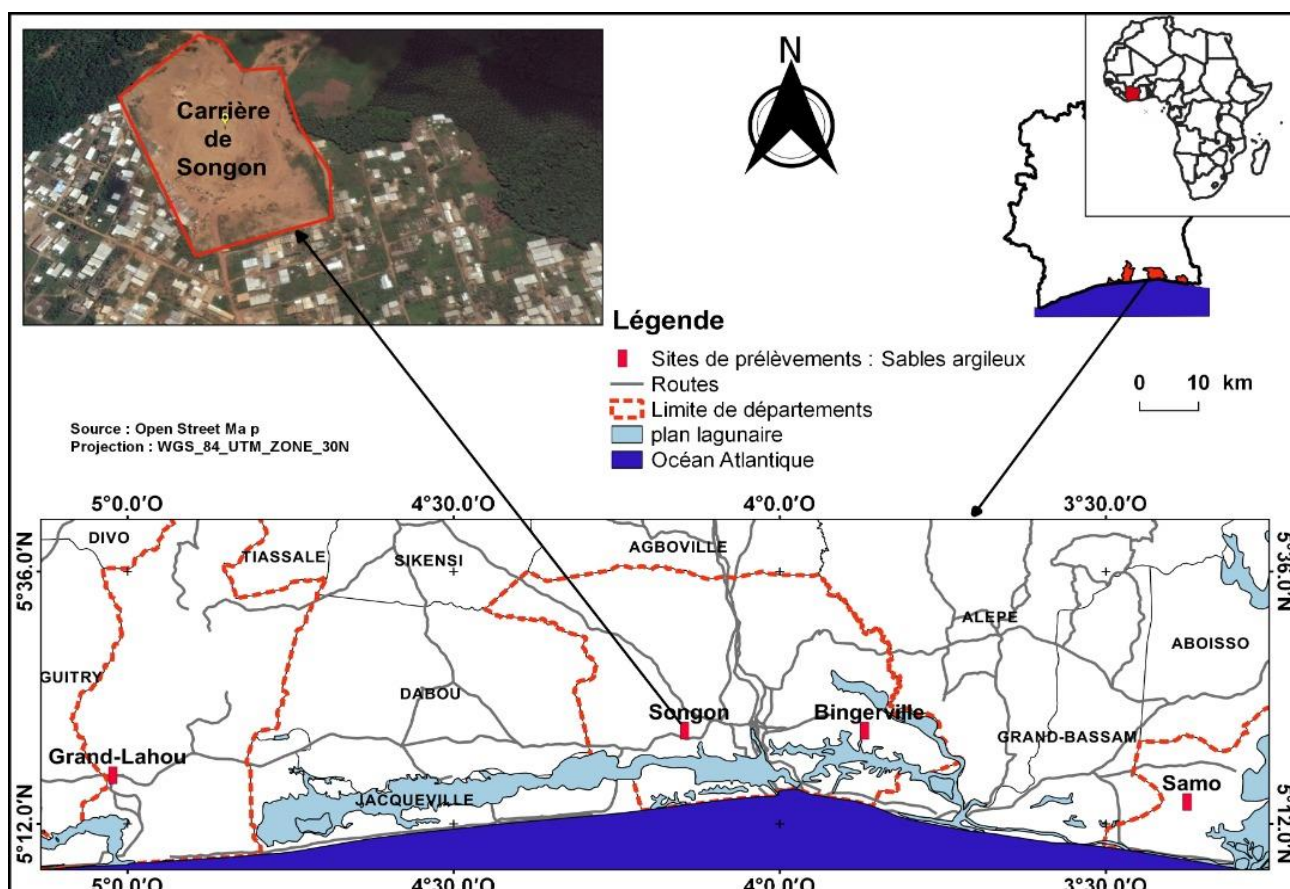 Carrière
de
Songon
N
Légende
Sites de prélèvements : Sables argileux
Routes
Limite de départements
plan lagunaire
Océan Atlantique
0 10 km
Source : Open Street Ma p
Projection : WGS_84_UTM_ZONE_30N
5°0.0'O 4°30.0'O 4°0.0'O 3°30.0'O
5°36.0'N
5°36.0'N
DIVO
TIASSALE
SIKENSI
AGBOVILLE
ALEPE
ABOISSO
GUITRY
DABOU
Songon
Bingerville
GRAND-BASSAM
Grand-Lahou
Samo
JACQUEVILLE
5°12.0'N
5°12.0'N
5°0.0'O 4°30.0'O 4°0.0'O 3°30.0'O